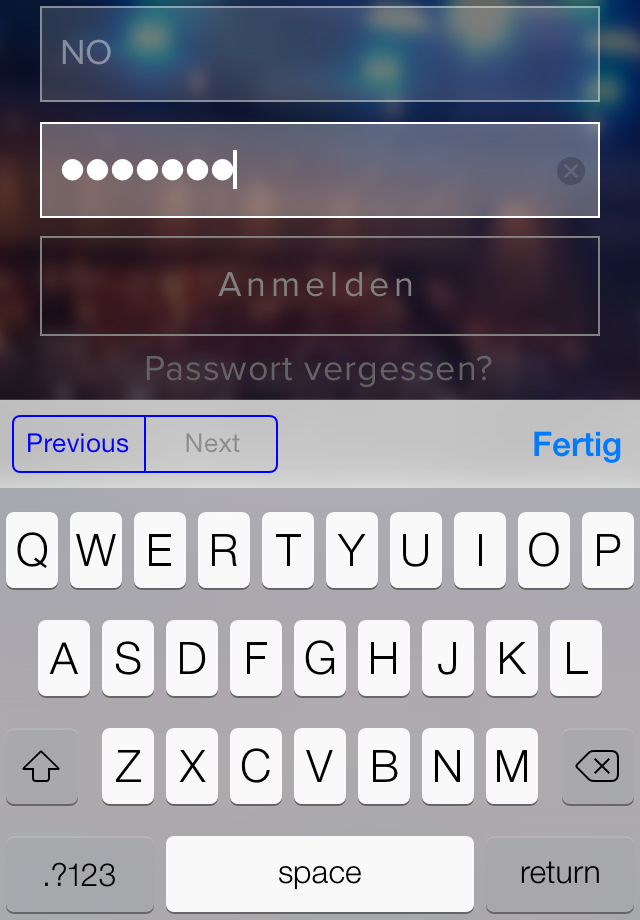 NO
•••••••
Anmelden
Passwort vergessen?
Previous Next Fertig
Q W E R T Y U I O P
A S D F G H J K L
Z X C V B N M
.?123 space return